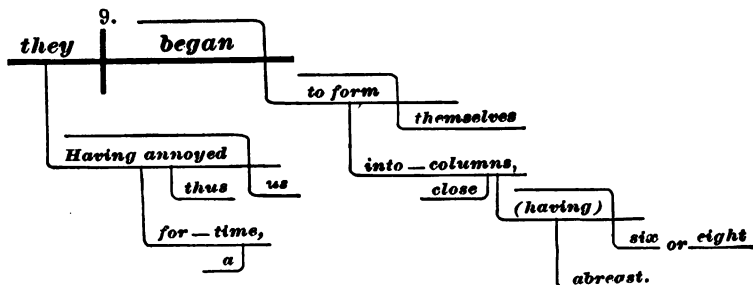 9.
they began
to form
themselves
Having annoyed into — columns,
thus us close (having)
for — time, six or eight
a
abreast.